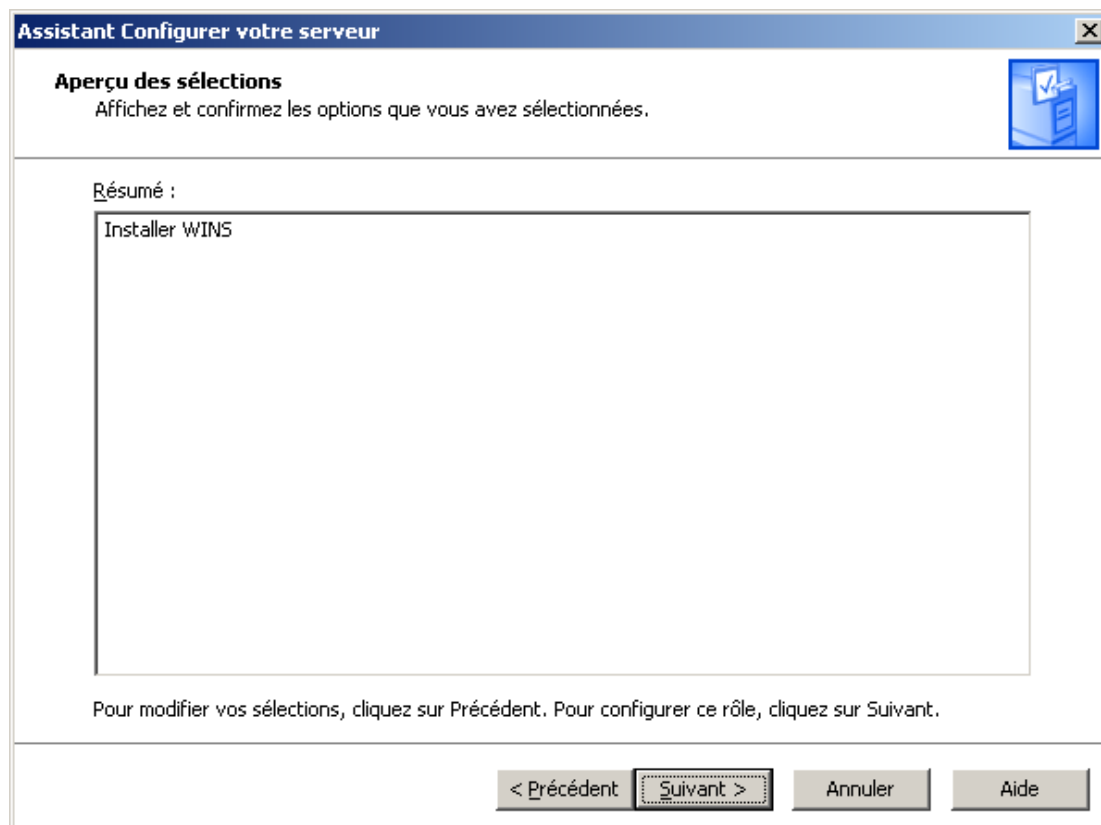 Assistant Configurer votre serveur
Aperçu des sélections
Affichez et confirmez les options que vous avez sélectionnées.
Résumé :
Installer WINS
Pour modifier vos sélections, cliquez sur Précédent. Pour configurer ce rôle, cliquez sur Suivant.
< Précédent Suivant > Annuler Aide